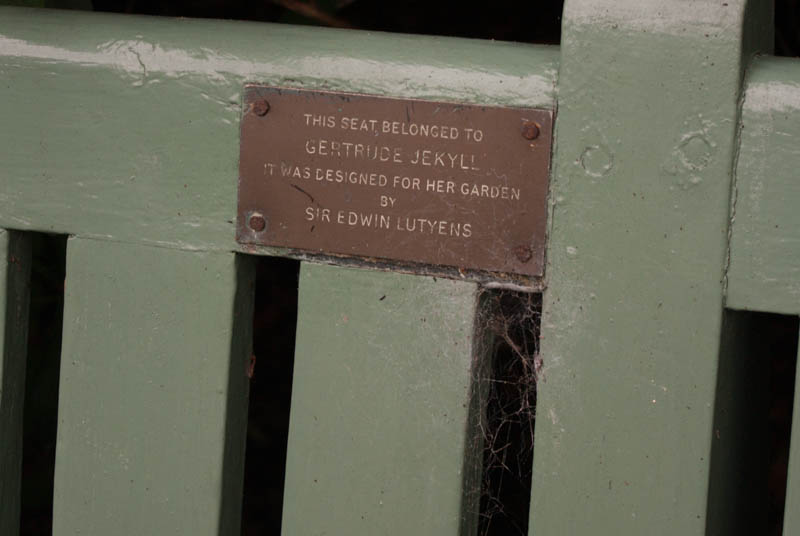 THIS SEAT BELONGED TO
GERTRUDE JEKYLL
IT WAS DESIGNED FOR HER GARDEN
BY
SIR EDWIN LUTYENS